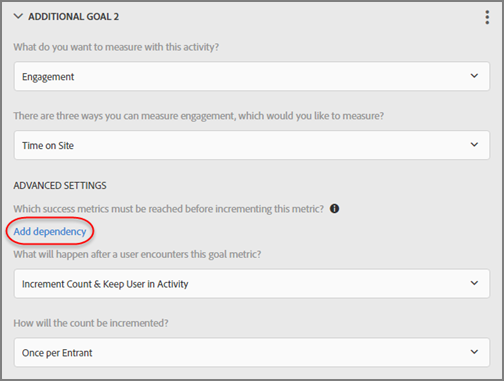 ADDITIONAL GOAL 2
What do you want to measure with this activity?
Engagement
There are three ways you can measure engagement, which would you like to measure?
Time on Site
ADVANCED SETTINGS
Which success metrics must be reached before incrementing this metric?
Add dependency
What will happen after a user encounters this goal metric?
Increment Count & Keep User in Activity
How will the count be incremented?
Once per Entrant